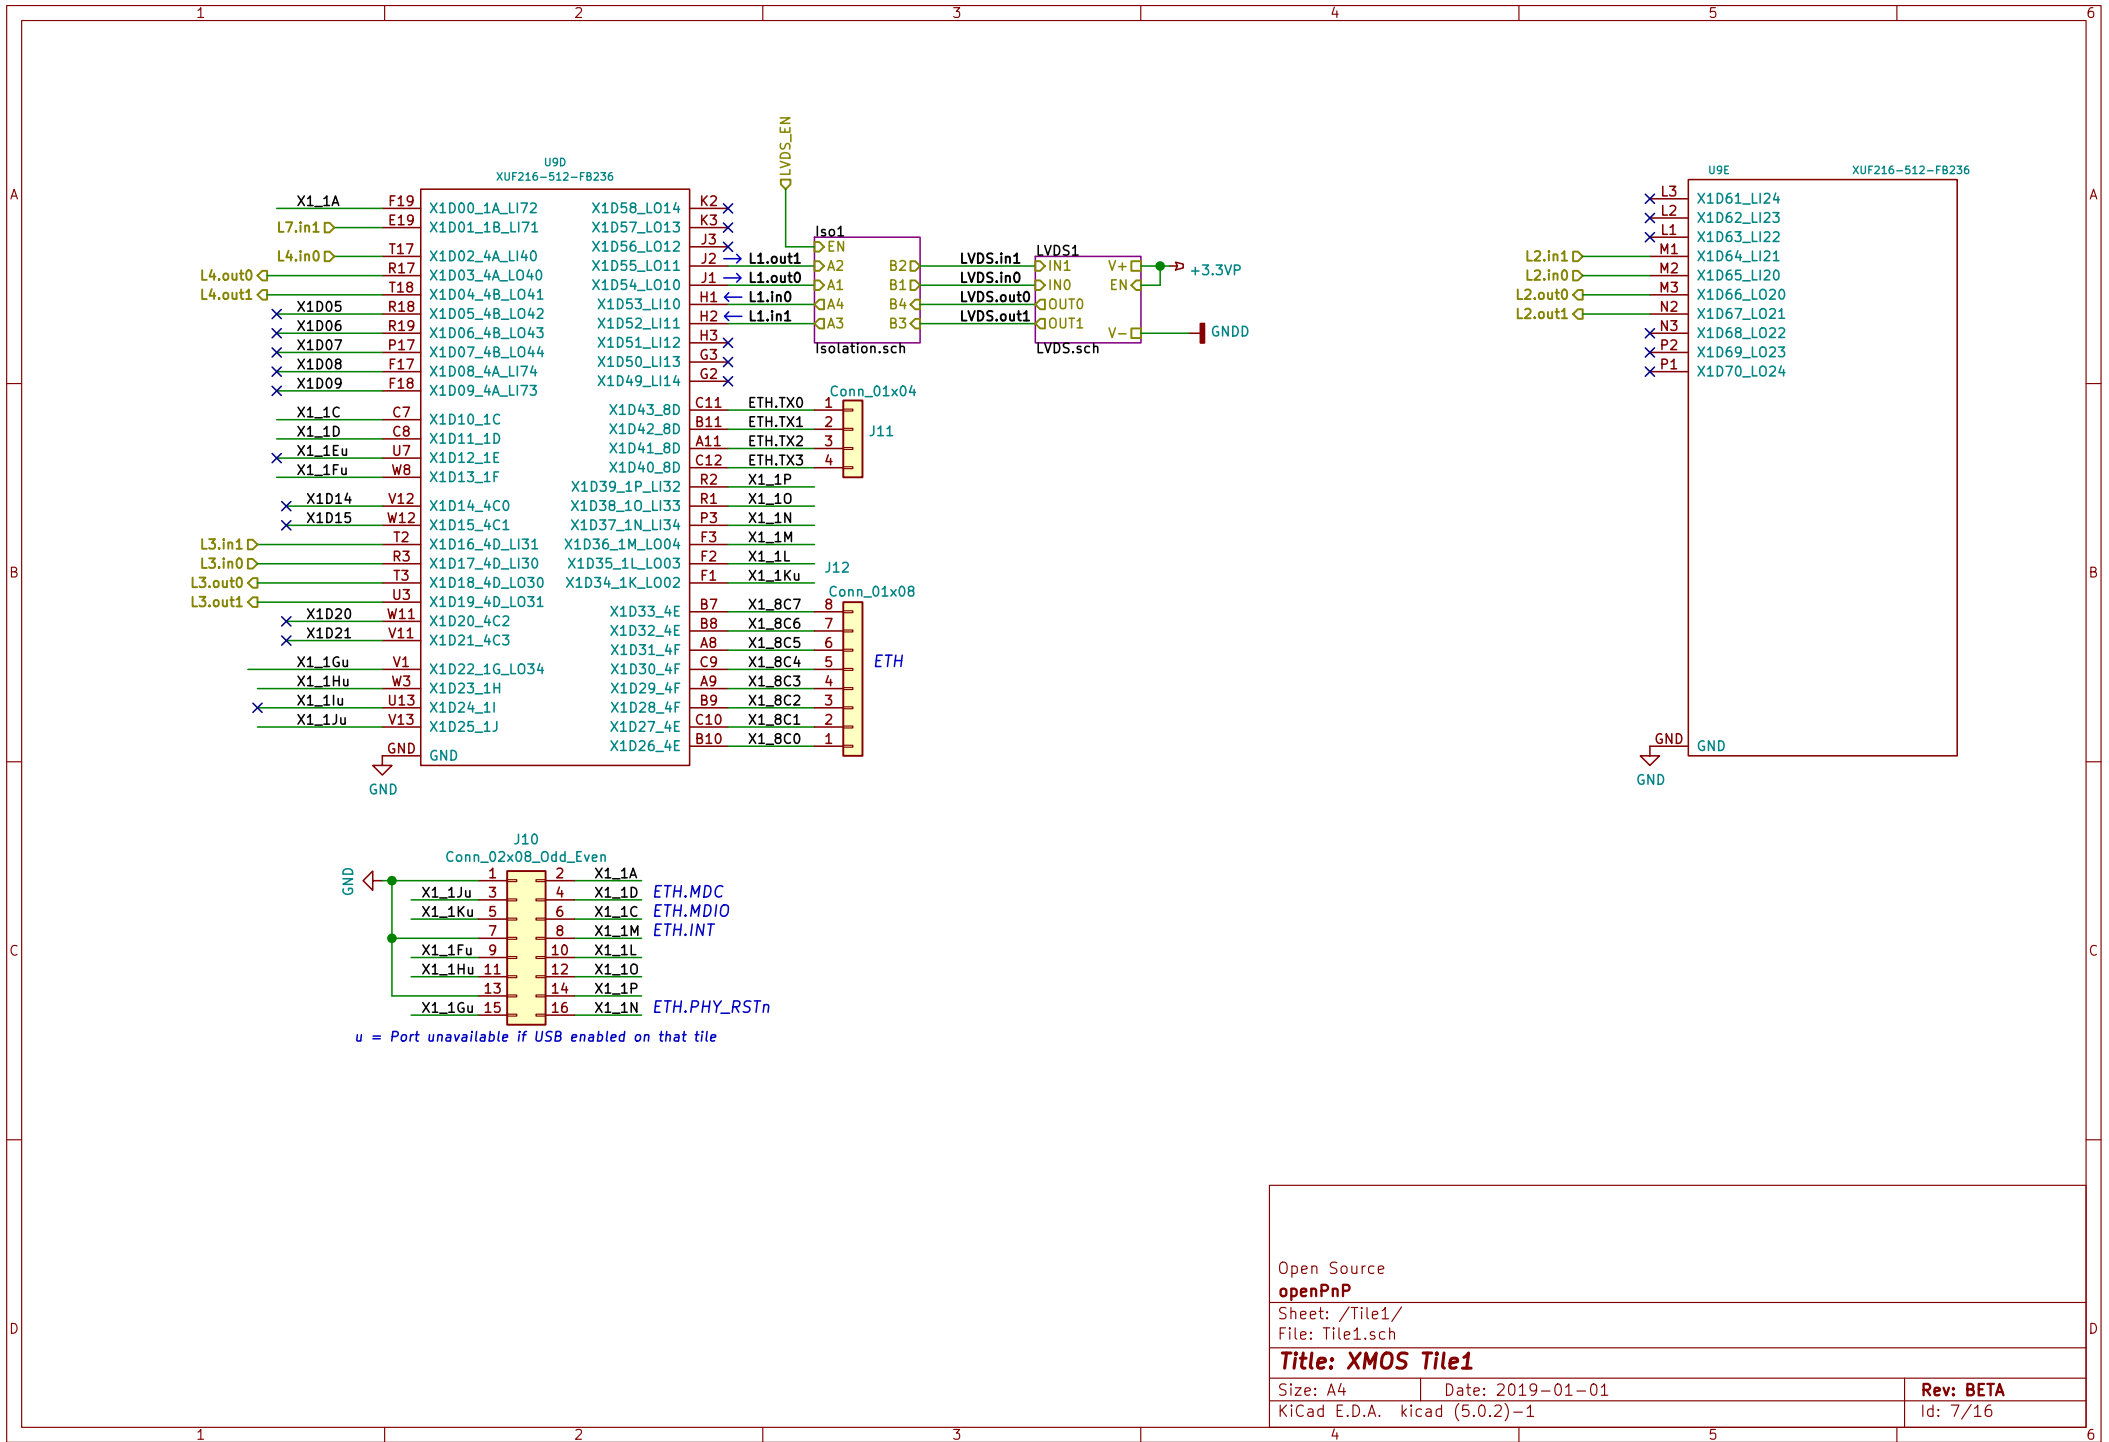 1 2 3 4 5 6
A A
B B
C C
D D
1 2 3 4 5 6
U9D
XUF216-512-FB236
X1_1A F19 X1D00_1A_LI72
L7.in1 E19 X1D01_1B_LI71
L4.in0 T17 X1D02_4A_LI40
L4.out0 R17 X1D03_4A_LO40
L4.out1 T18 X1D04_4B_LO41
X1D05 R18 X1D05_4B_LO42
X1D06 R19 X1D06_4B_LO43
X1D07 P17 X1D07_4B_LO44
X1D08 F17 X1D08_4A_LI74
X1D09 F18 X1D09_4A_LI73
X1_1C C7 X1D10_1C
X1_1D C8 X1D11_1D
X1_1Eu U7 X1D12_1E
X1_1Fu W8 X1D13_1F
X1D14 V12 X1D14_4C0
X1D15 W12 X1D15_4C1
L3.in1 T2 X1D16_4D_LI31
L3.in0 R3 X1D17_4D_LI30
L3.out0 T3 X1D18_4D_LO30
L3.out1 U3 X1D19_4D_LO31
X1D20 W11 X1D20_4C2
X1D21 V11 X1D21_4C3
X1_1Gu V1 X1D22_1G_LO34
X1_1Hu W3 X1D23_1H
X1_1Iu U13 X1D24_1I
X1_1Ju V13 X1D25_1J
GND GND
GND
X1D58_LO14 K2
X1D57_LO13 K3
X1D56_LO12 J3
X1D55_LO11 J2 L1.out1
X1D54_LO10 J1 L1.out0
X1D53_LI10 H1 L1.in0
X1D52_LI11 H2 L1.in1
X1D51_LI12 H3
X1D50_LI13 G3
X1D49_LI14 G2
X1D43_8D C11 ETH.TX0 1
X1D42_8D B11 ETH.TX1 2
X1D41_8D A11 ETH.TX2 3
X1D40_8D C12 ETH.TX3 4
Conn_01x04
J11
X1D39_1P_LI32 R2 X1_1P
X1D38_1O_LI33 R1 X1_1O
X1D37_1N_LI34 P3 X1_1N
X1D36_1M_LO04 F3 X1_1M
X1D35_1L_LO03 F2 X1_1L
X1D34_1K_LO02 F1 X1_1Ku
J12
Conn_01x08
X1D33_4E B7 X1_8C7 8
X1D32_4E B8 X1_8C6 7
X1D31_4F A8 X1_8C5 6
X1D30_4F C9 X1_8C4 5
X1D29_4F A9 X1_8C3 4
X1D28_4F B9 X1_8C2 3
X1D27_4E C10 X1_8C1 2
X1D26_4E B10 X1_8C0 1
ETH
LVDS_EN
Iso1
EN
A2 B2
A1 B1
A4 B4
A3 B3
Isolation.sch
LVDS.in1
LVDS.in0
LVDS.out0
LVDS.out1
LVDS1
IN1 V+
IN0 EN
OUT0
OUT1 V-
LVDS.sch
+3.3VP
GNDD
U9E XUF216-512-FB236
L3 X1D61_LI24
L2 X1D62_LI23
L1 X1D63_LI22
L2.in1 M1 X1D64_LI21
L2.in0 M2 X1D65_LI20
L2.out0 M3 X1D66_LO20
L2.out1 N2 X1D67_LO21
N3 X1D68_LO22
P2 X1D69_LO23
P1 X1D70_LO24
GND GND
GND
J10
Conn_02x08_Odd_Even
GND 1 2 X1_1A
X1_1Ju 3 4 X1_1D ETH.MDC
X1_1Ku 5 6 X1_1C ETH.MDIO
7 8 X1_1M ETH.INT
X1_1Fu 9 10 X1_1L
X1_1Hu 11 12 X1_1O
13 14 X1_1P
X1_1Gu 15 16 X1_1N ETH.PHY_RSTn
u = Port unavailable if USB enabled on that tile
Open Source
openPnP
Sheet: /Tile1/
File: Tile1.sch
Title: XMOS Tile1
Size: A4 Date: 2019-01-01 Rev: BETA
KiCad E.D.A. kicad (5.0.2)-1 Id: 7/16